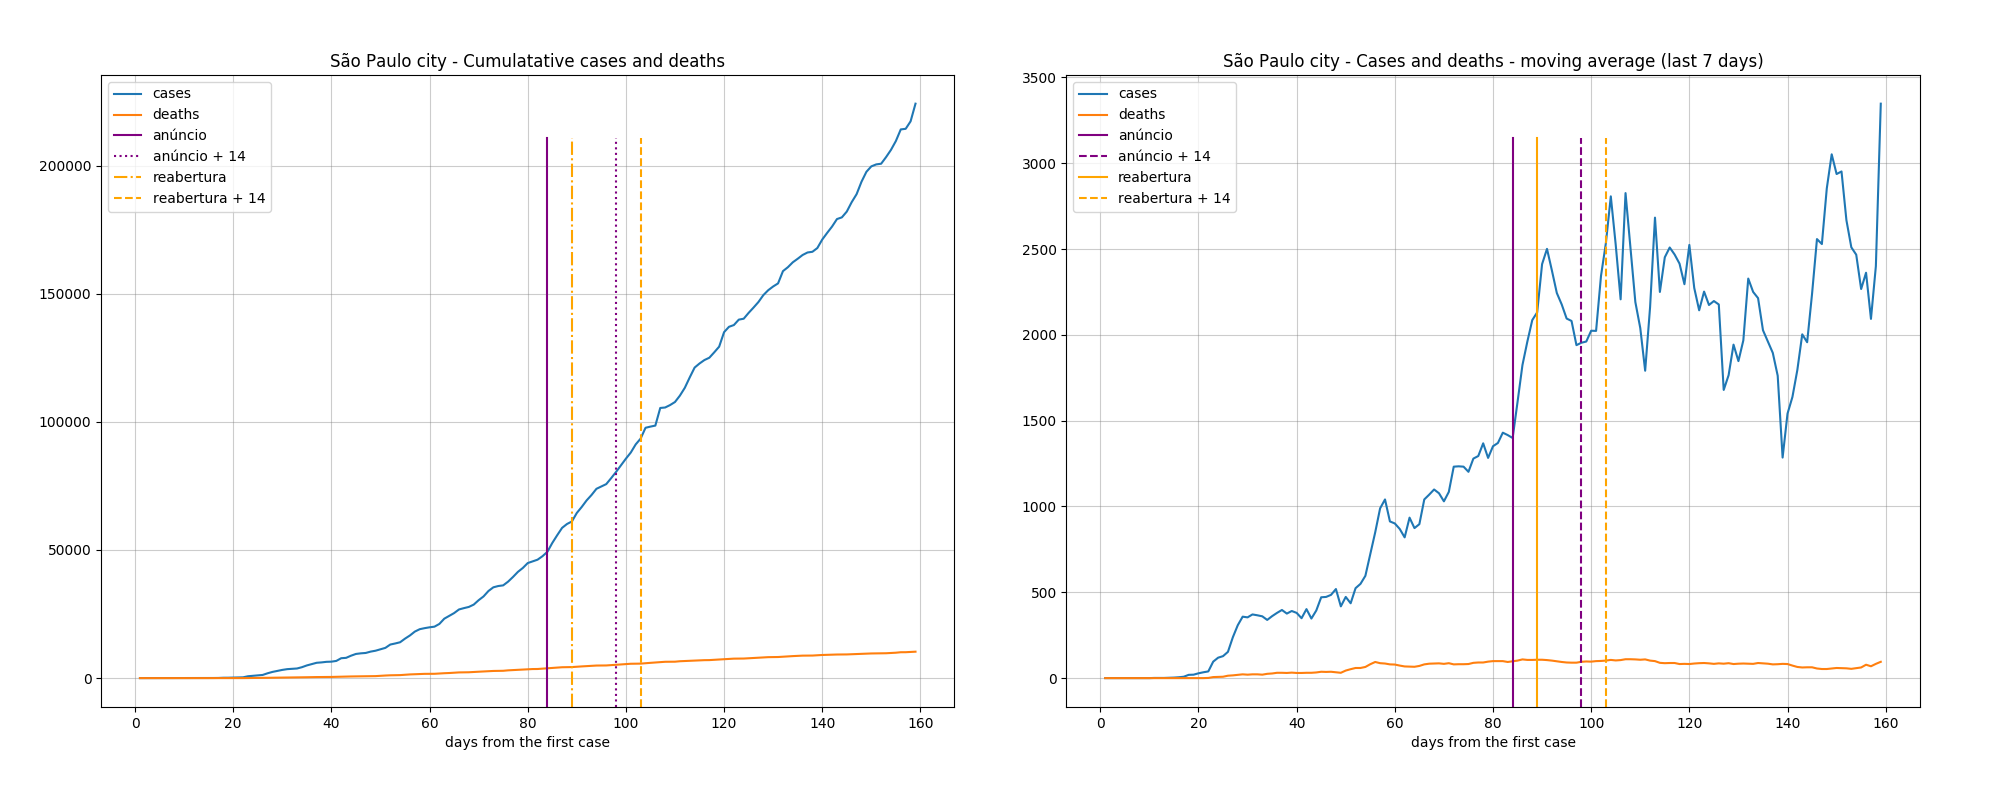 São Paulo city - Cumulatative cases and deaths
cases
deaths
anúncio
anúncio + 14
reabertura
reabertura + 14
200000
150000
100000
50000
0
0 20 40 60 80 100 120 140 160
days from the first case
São Paulo city - Cases and deaths - moving average (last 7 days)
cases
deaths
anúncio
anúncio + 14
reabertura
reabertura + 14
3500
3000
2500
2000
1500
1000
500
0
0 20 40 60 80 100 120 140 160
days from the first case